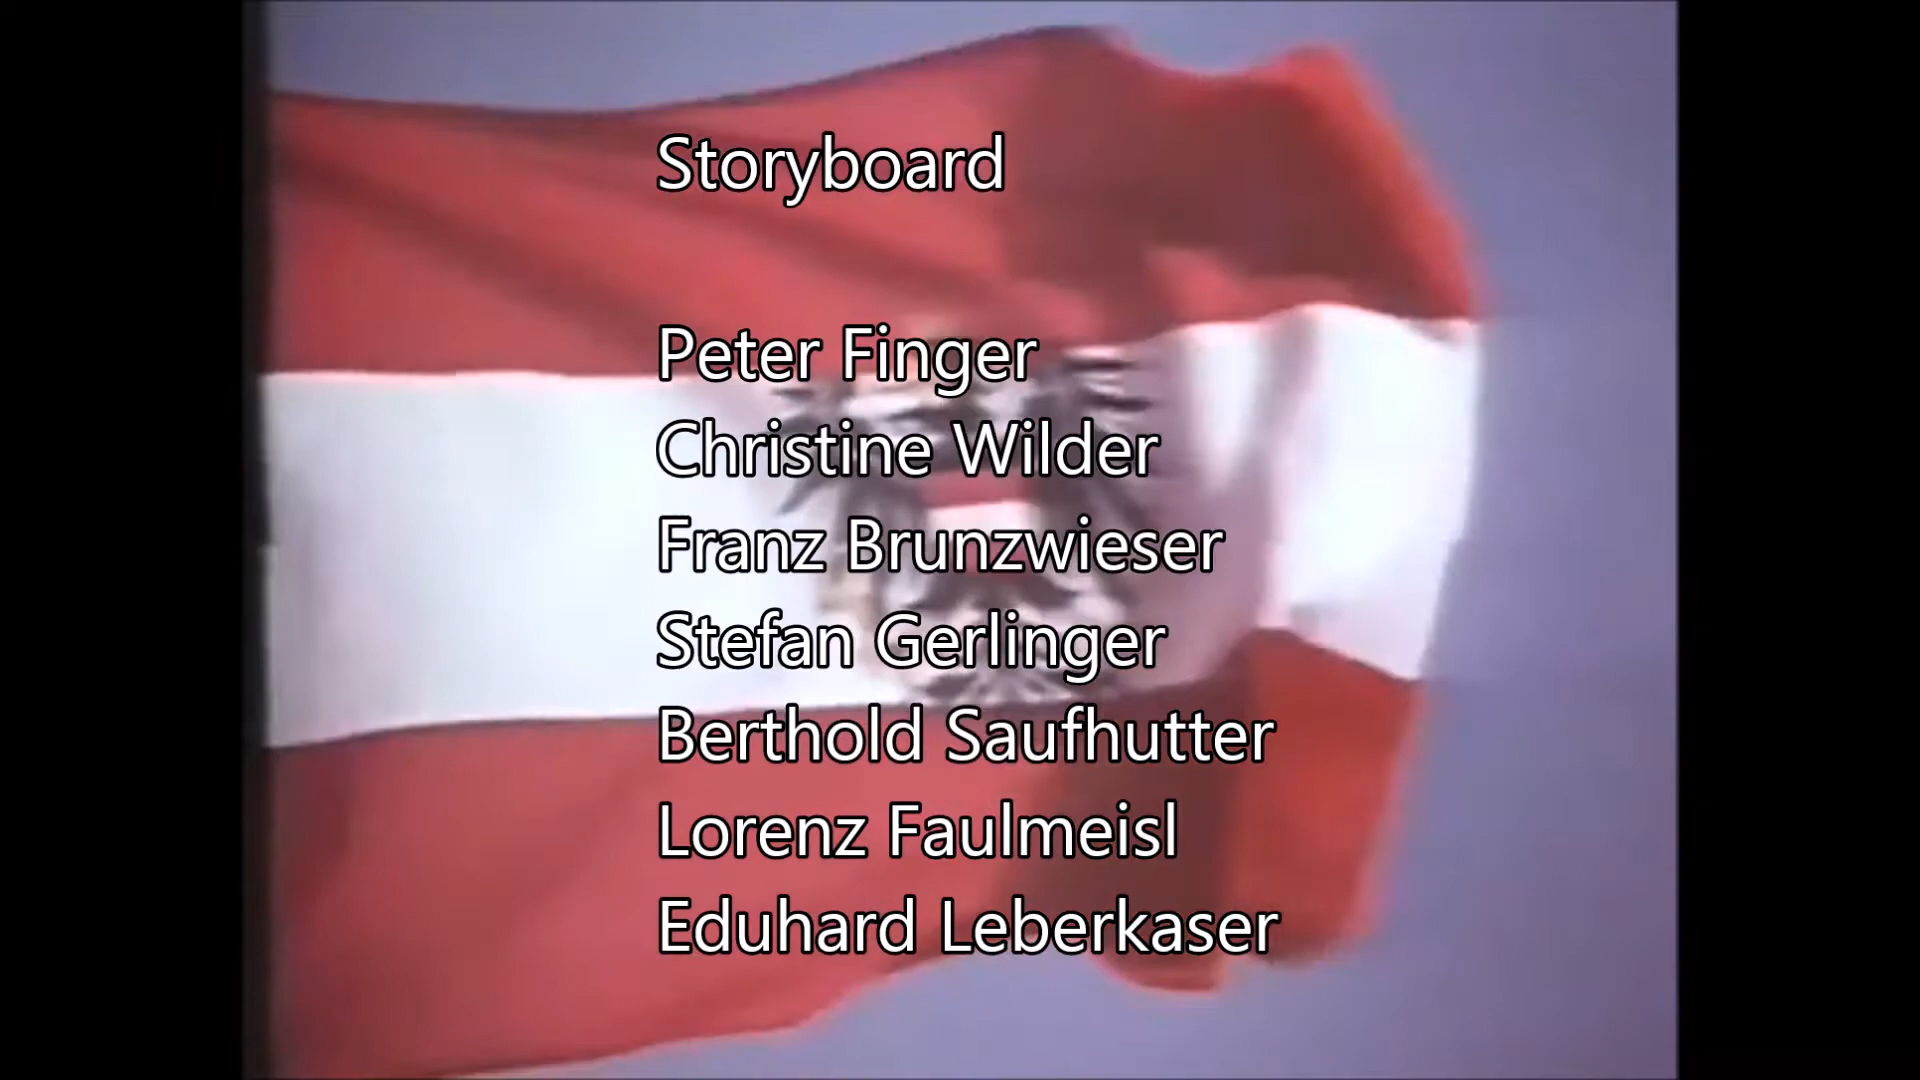 Storyboard
Peter Finger
Christine Wilder
Franz Brunzwieser
Stefan Gerlinger
Berthold Saufhutter
Lorenz Faulmeisl
Eduhard Leberkaser